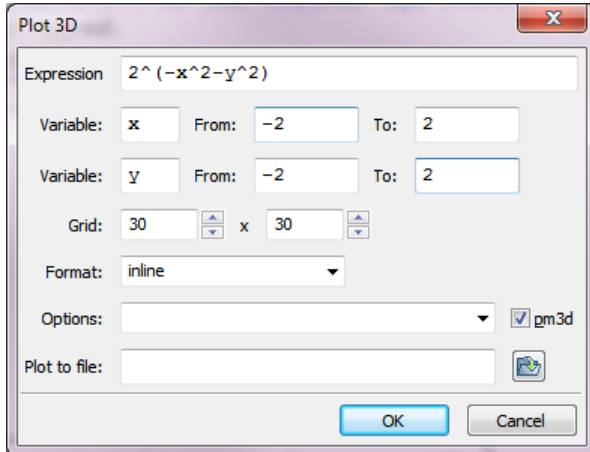 Plot 3D
Expression 2^(-x^2-y^2)
Variable: x From: -2 To: 2
Variable: y From: -2 To: 2
Grid: 30 x 30
Format: inline
Options: pm3d
Plot to file:
OK Cancel